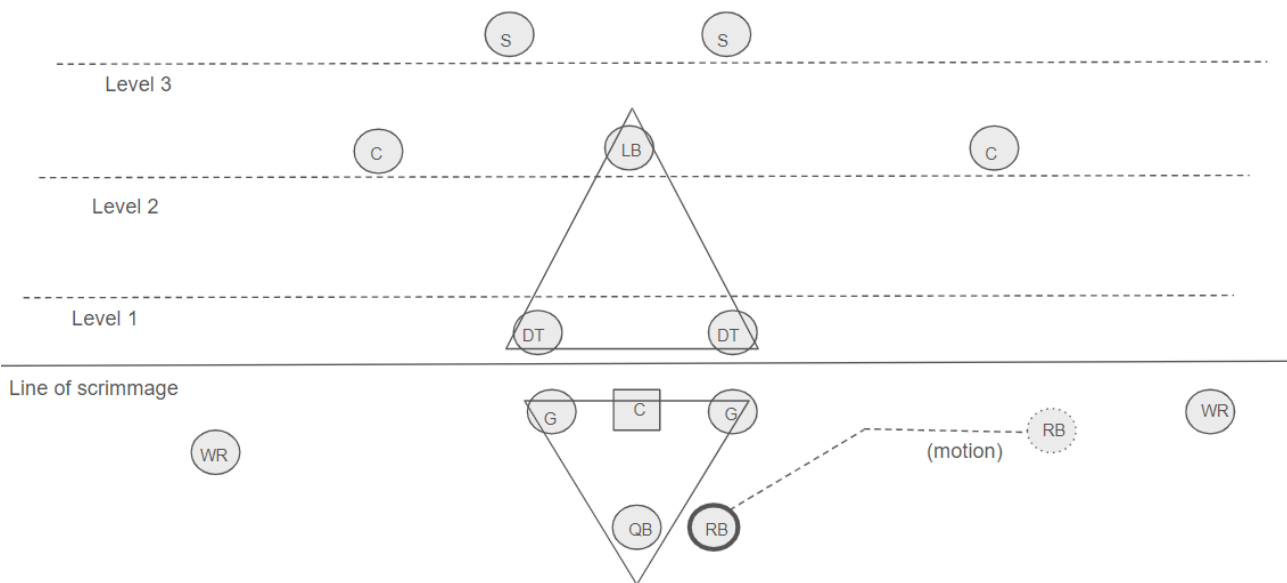 S S
Level 3
C LB C
Level 2
Level 1
DT DT
Line of scrimmage
G C G WR
WR RB
(motion)
QB RB